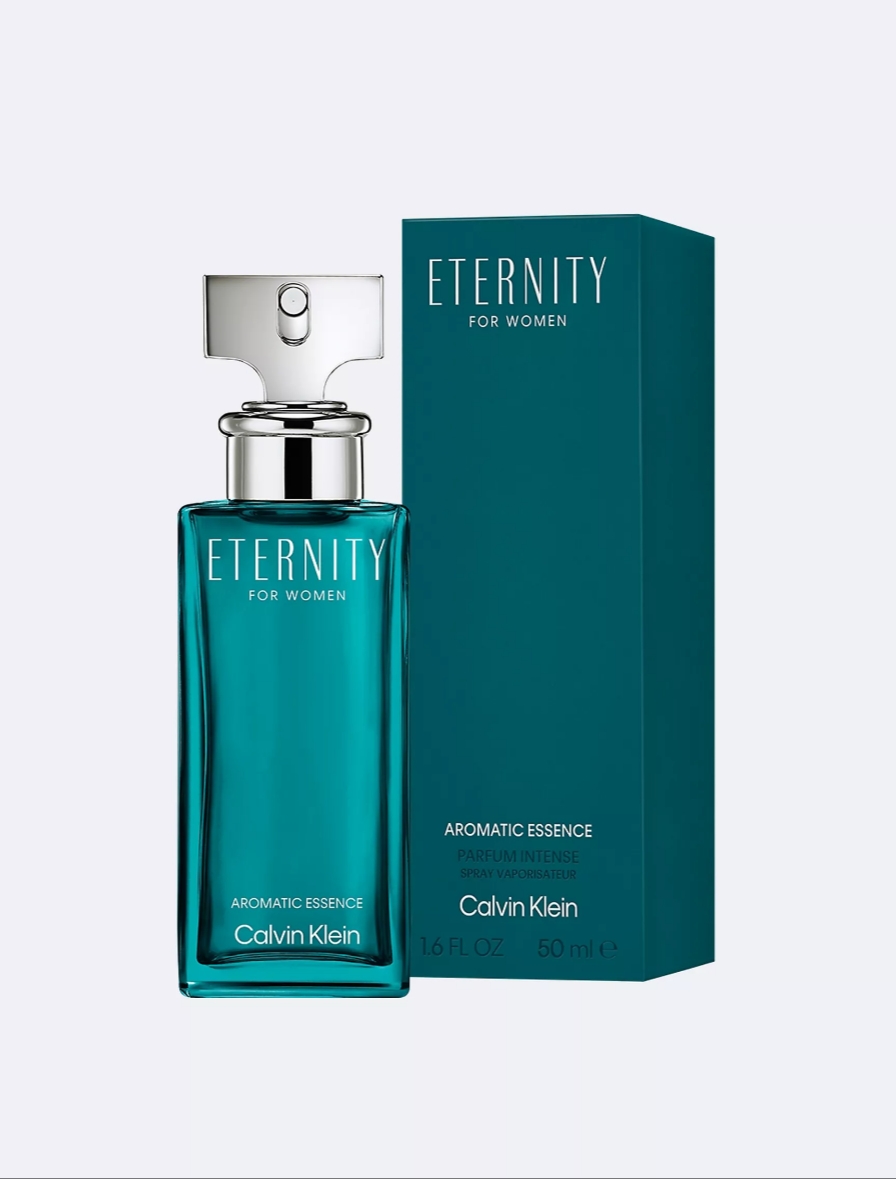 ETERNITY
FOR WOMEN
AROMATIC ESSENCE
Calvin Klein
ETERNITY
FOR WOMEN
AROMATIC ESSENCE
PARFUM INTENSE
SPRAY VAPORISATEUR
Calvin Klein
1.6 FL OZ 50 ml ℮